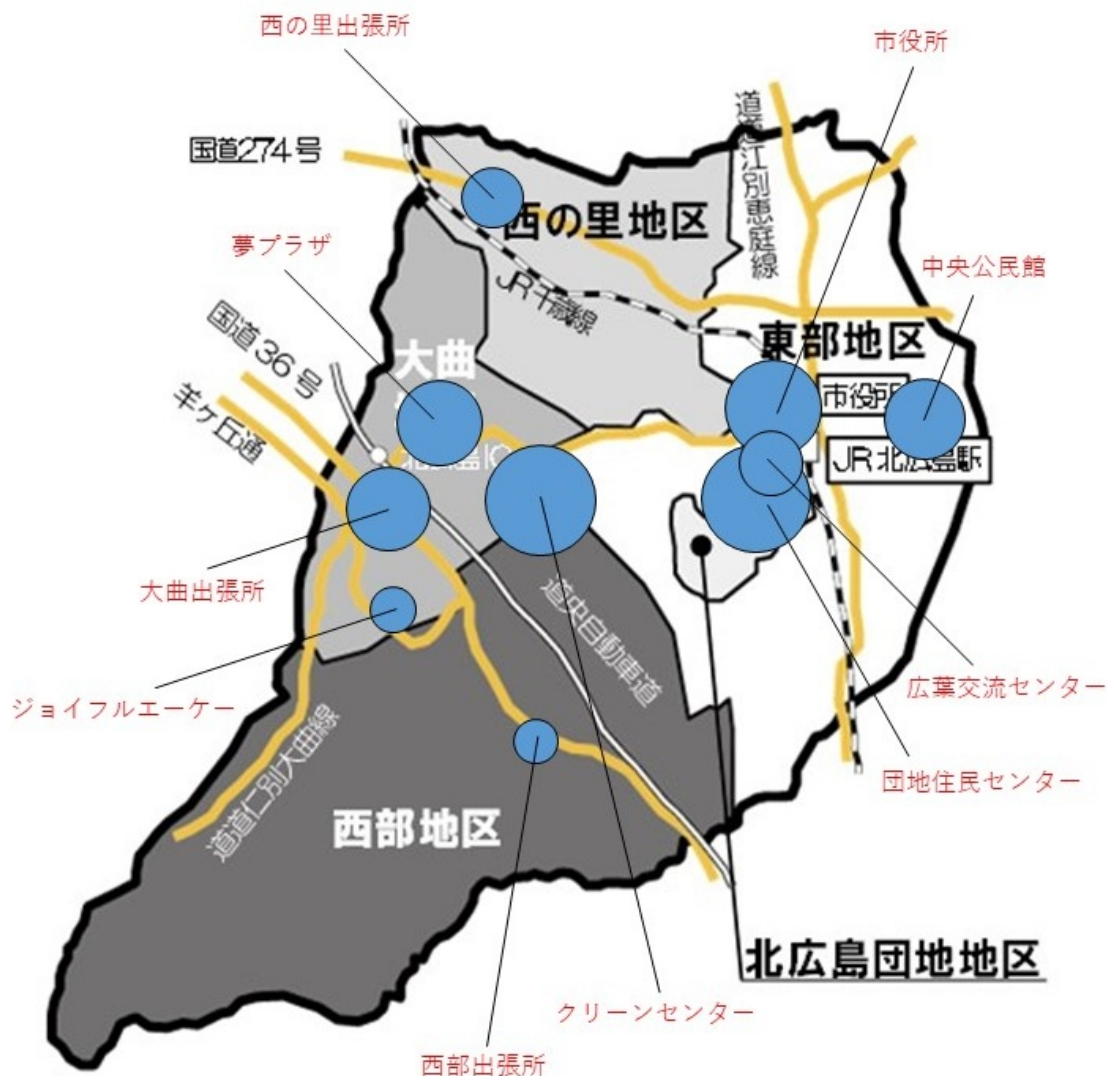 西の里出張所
市役所
国道274号
道道江別恵庭線
西の里地区
夢プラザ
中央公民館
JR千歳線
国道36号
大曲
東部地区
羊ケ丘通
市役所
北広島IC
JR北広島駅
大曲出張所
道央自動車道
ジョイフルエーケー
広葉交流センター
道道仁別大曲線
団地住民センター
西部地区
北広島団地地区
クリーンセンター
西部出張所